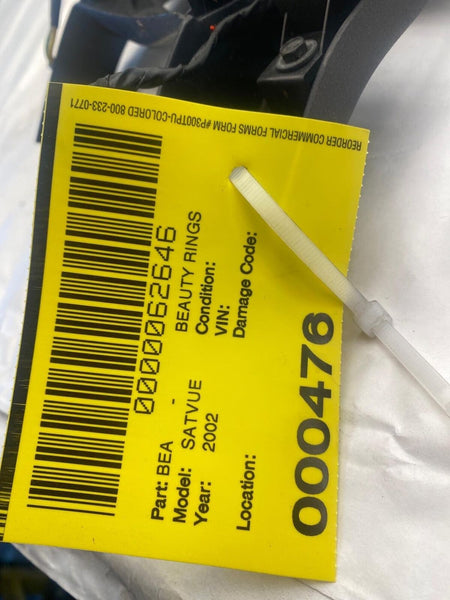 REORDER COMMERCIAL FORMS FORM #P300TPU-COLORED 800-233-0771
0000062646
Part: BEA - BEAUTY RINGS
Model: SATVUE Condition:
Year: 2002 VIN:
Damage Code:
Location:
000476